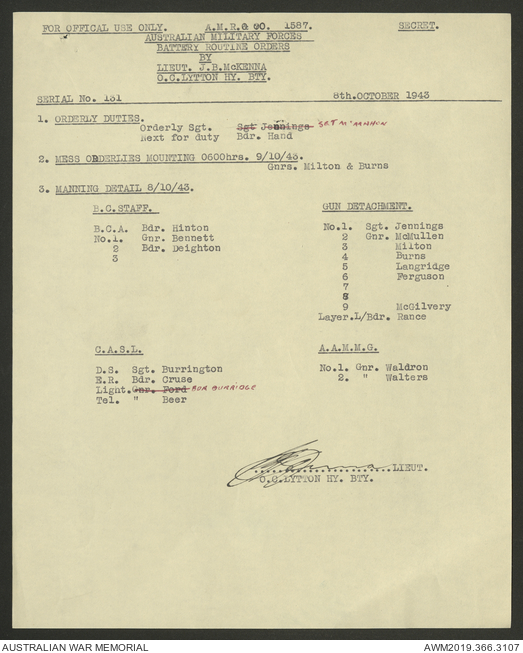 FOR OFFICAL USE ONLY. A.M.R.& OO. 1587. SECRET.
AUSTRALIAN MILITARY FORCES
BATTERY ROUTINE ORDERS
BY
LIEUT. J.B.McKENNA
O.C.LYTTON HY. BTY.
SERIAL No. 131 8th.OCTOBER 1943
1. ORDERLY DUTIES.
Orderly Sgt. Sgt Jennings SGT McMAHON
Next for duty Bdr. Hand
2. MESS ORDERLIES MOUNTING 0600hrs. 9/10/43.
Gnrs. Milton & Burns
3. MANNING DETAIL 8/10/43.
B.C.STAFF.
B.C.A. Bdr. Hinton
No.1. Gnr. Bennett
2 Bdr. Deighton
3
GUN DETACHMENT.
No.1. Sgt. Jennings
2 Gnr. McMullen
3 Milton
4 Burns
5 Langridge
6 Ferguson
7
8
9 McGilvery
Layer.L/Bdr. Rance
C.A.S.L.
D.S. Sgt. Burrington
E.R. Bdr. Cruse
Light.Gnr. Ford BDR BURRIDGE
Tel. " Beer
A.A.M.M.G.
No.1. Gnr. Waldron
2. " Walters
LIEUT.
O.C.LYTTON HY. BTY.
AUSTRALIAN WAR MEMORIAL AWM2019.366.3107